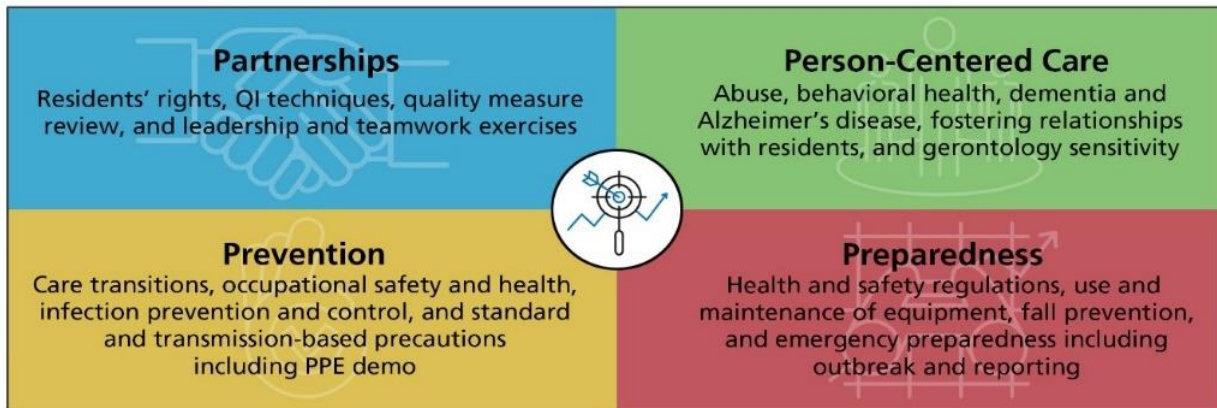 Partnerships
Residents' rights, QI techniques, quality measure
review, and leadership and teamwork exercises
Person-Centered Care
Abuse, behavioral health, dementia and
Alzheimer's disease, fostering relationships
with residents, and gerontology sensitivity
Prevention
Care transitions, occupational safety and health,
infection prevention and control, and standard
and transmission-based precautions
including PPE demo
Preparedness
Health and safety regulations, use and
maintenance of equipment, fall prevention,
and emergency preparedness including
outbreak and reporting